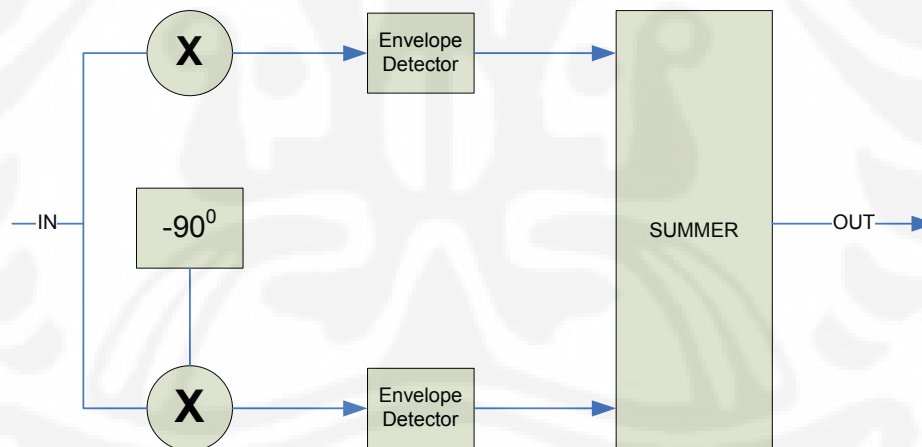 X
Envelope
Detector
IN
-90⁰
SUMMER
OUT
X
Envelope
Detector